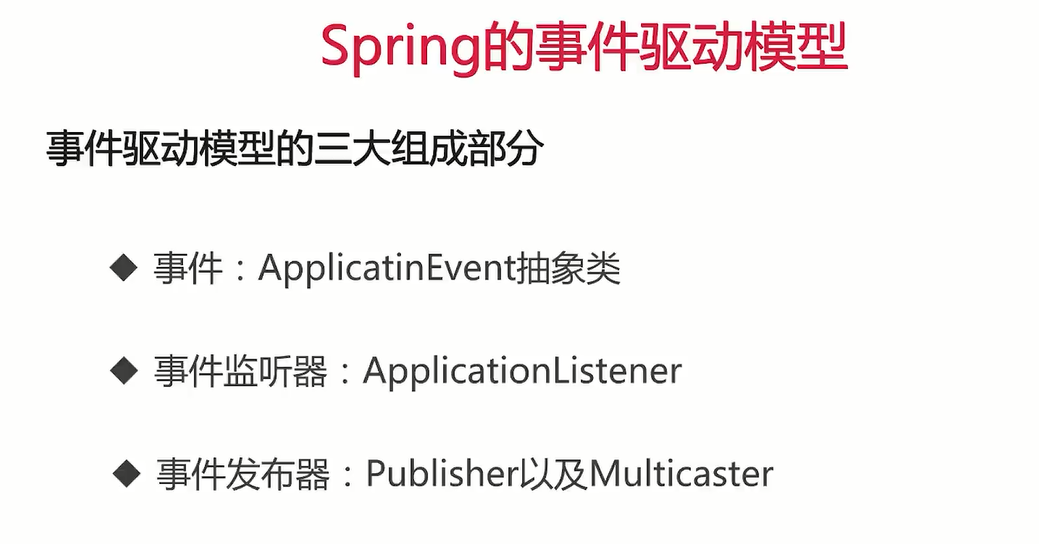 Spring的事件驱动模型
事件驱动模型的三大组成部分
◆ 事件：ApplicatinEvent抽象类
◆ 事件监听器：ApplicationListener
◆ 事件发布器：Publisher以及Multicaster